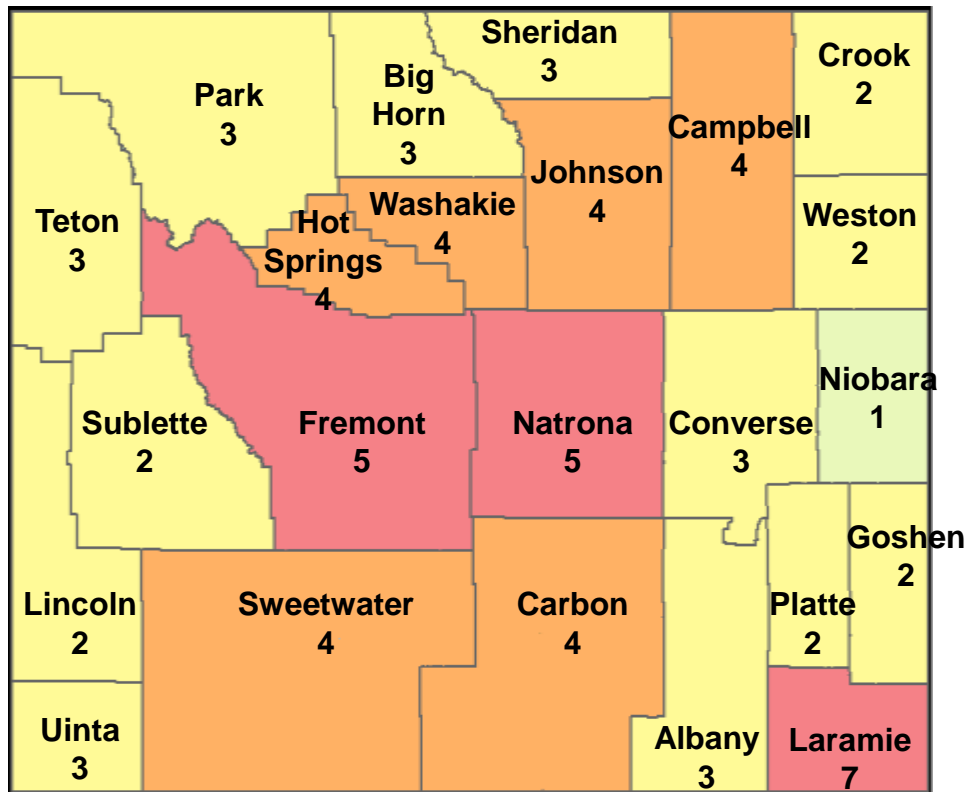 Sheridan
3
Crook
2
Big
Horn
3
Park
3
Campbell
4
Johnson
4
Washakie
4
Teton
3
Hot
Springs
4
Weston
2
Niobara
1
Sublette
2
Fremont
5
Natrona
5
Converse
3
Goshen
2
Lincoln
2
Sweetwater
4
Carbon
4
Platte
2
Uinta
3
Albany
3
Laramie
7